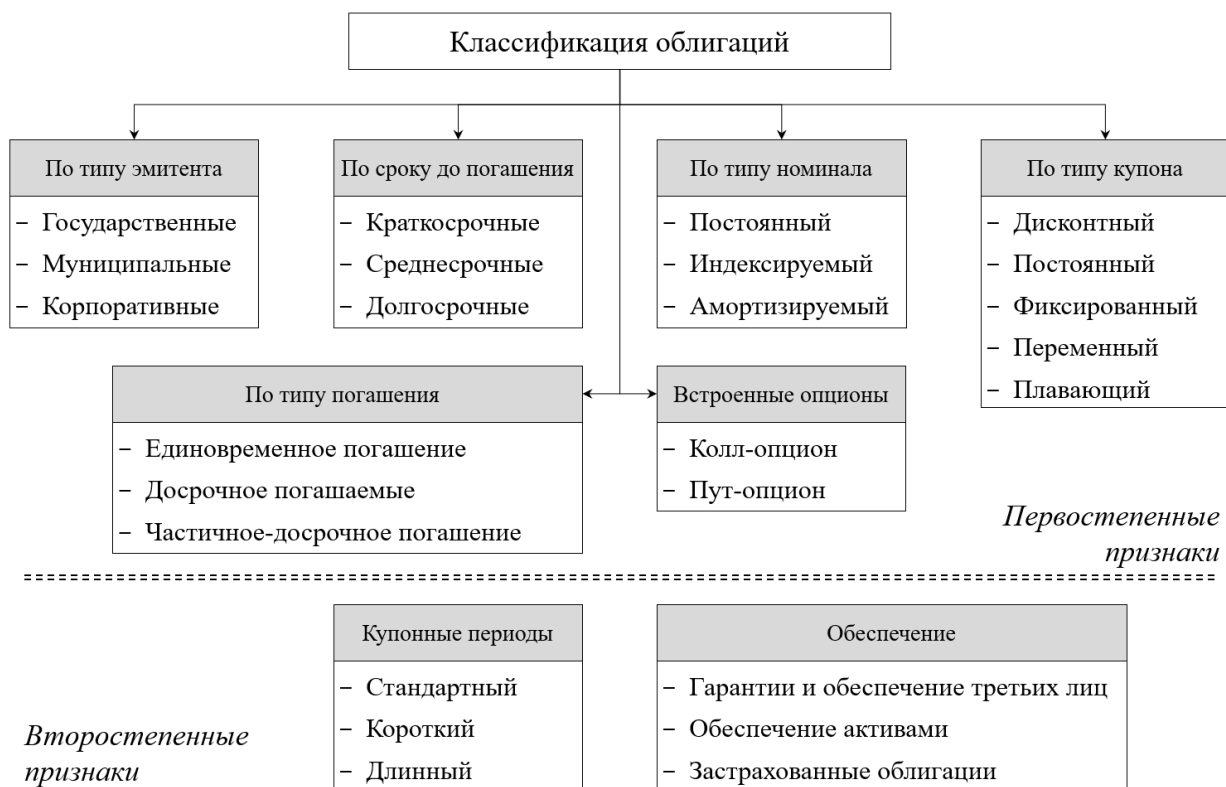 Классификация облигаций
По типу эмитента
– Государственные
– Муниципальные
– Корпоративные
По сроку до погашения
– Краткосрочные
– Среднесрочные
– Долгосрочные
По типу номинала
– Постоянный
– Индексируемый
– Амортизируемый
По типу купона
– Дисконтный
– Постоянный
– Фиксированный
– Переменный
– Плавающий
По типу погашения
– Единовременное погашение
– Досрочное погашаемые
– Частичное-досрочное погашение
Встроенные опционы
– Колл-опцион
– Пут-опцион
Первостепенные
признаки
Купонные периоды
– Стандартный
– Короткий
– Длинный
Обеспечение
– Гарантии и обеспечение третьих лиц
– Обеспечение активами
– Застрахованные облигации
Второстепенные
признаки